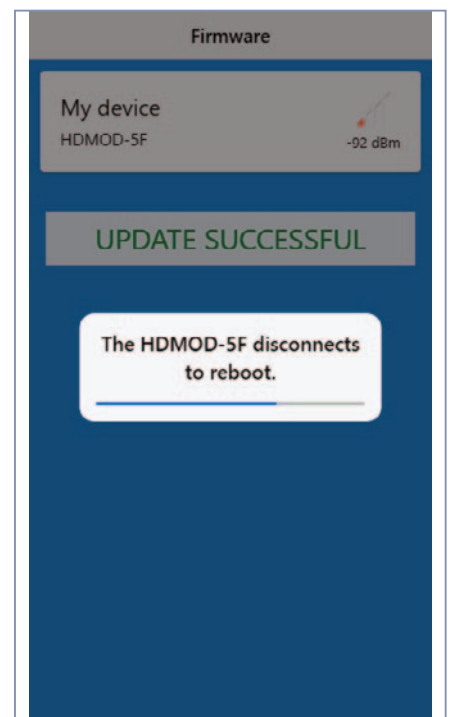 Firmware
My device
HDMOD-5F
-92 dBm
UPDATE SUCCESSFUL
The HDMOD-5F disconnects
to reboot.